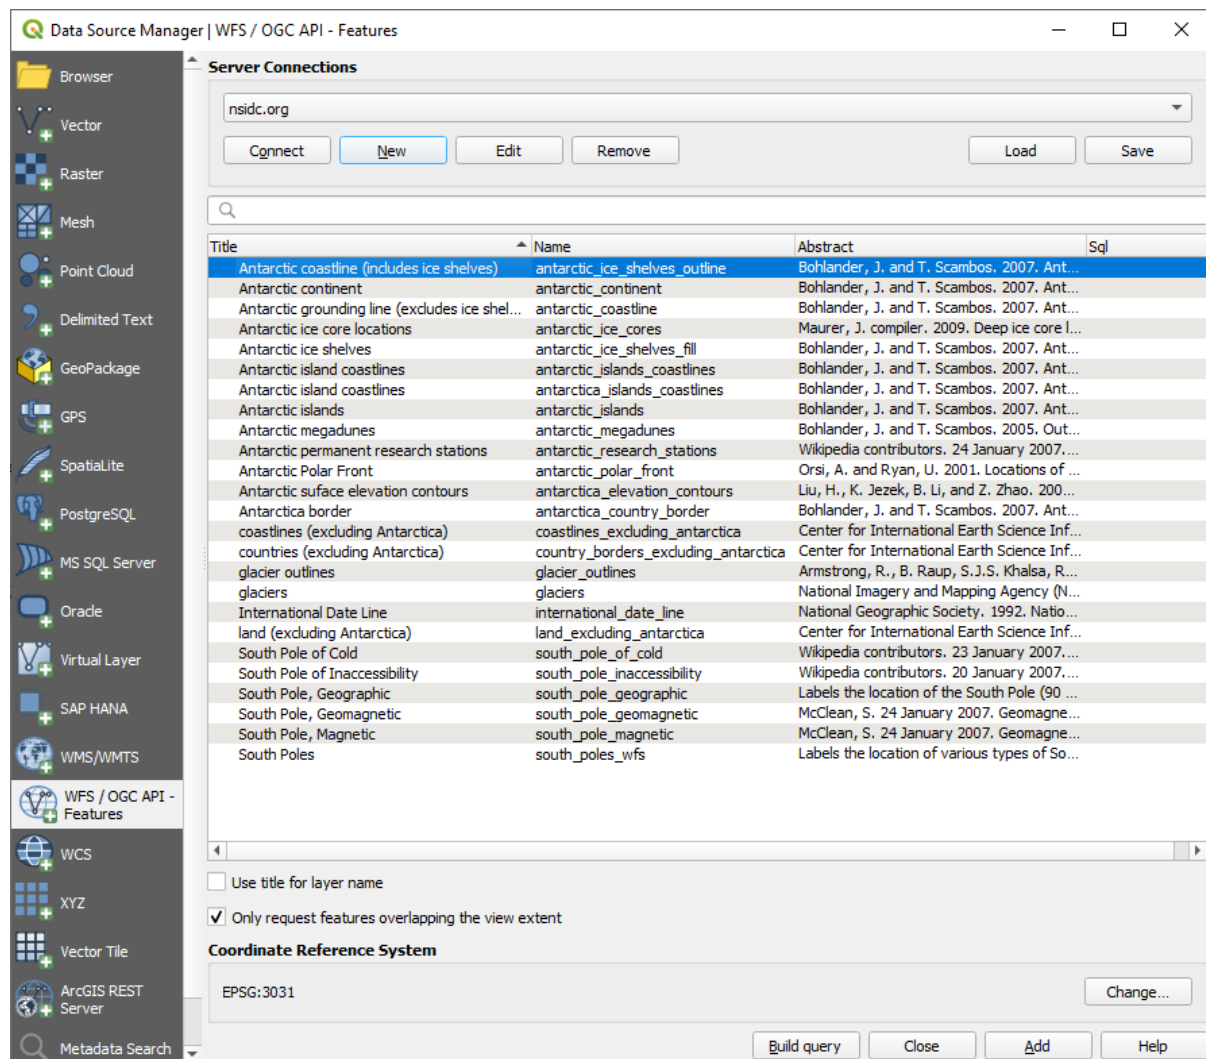 Data Source Manager | WFS / OGC API - Features
Browser
Vector
Raster
Mesh
Point Cloud
Delimited Text
GeoPackage
GPS
SpatiaLite
PostgreSQL
MS SQL Server
Oracle
Virtual Layer
SAP HANA
WMS/WMTS
WFS / OGC API -
Features
WCS
XYZ
Vector Tile
ArcGIS REST
Server
Metadata Search
Server Connections
nsidc.org
Connect New Edit Remove Load Save
Title Name Abstract Sql
Antarctic coastline (includes ice shelves) antarctic_ice_shelves_outline Bohlander, J. and T. Scambos. 2007. Ant...
Antarctic continent antarctic_continent Bohlander, J. and T. Scambos. 2007. Ant...
Antarctic grounding line (excludes ice shel... antarctic_coastline Bohlander, J. and T. Scambos. 2007. Ant...
Antarctic ice core locations antarctic_ice_cores Maurer, J. compiler. 2009. Deep ice core l...
Antarctic ice shelves antarctic_ice_shelves_fill Bohlander, J. and T. Scambos. 2007. Ant...
Antarctic island coastlines antarctic_islands_coastlines Bohlander, J. and T. Scambos. 2007. Ant...
Antarctic island coastlines antarctica_islands_coastlines Bohlander, J. and T. Scambos. 2007. Ant...
Antarctic islands antarctic_islands Bohlander, J. and T. Scambos. 2007. Ant...
Antarctic megadunes antarctic_megadunes Bohlander, J. and T. Scambos. 2005. Out...
Antarctic permanent research stations antarctic_research_stations Wikipedia contributors. 24 January 2007....
Antarctic Polar Front antarctic_polar_front Orsi, A. and Ryan, U. 2001. Locations of ...
Antarctic suface elevation contours antarctica_elevation_contours Liu, H., K. Jezek, B. Li, and Z. Zhao. 200...
Antarctica border antarctica_country_border Bohlander, J. and T. Scambos. 2007. Ant...
coastlines (excluding Antarctica) coastlines_excluding_antarctica Center for International Earth Science Inf...
countries (excluding Antarctica) country_borders_excluding_antarctica Center for International Earth Science Inf...
glacier outlines glacier_outlines Armstrong, R., B. Raup, S.J.S. Khalsa, R...
glaciers glaciers National Imagery and Mapping Agency (N...
International Date Line international_date_line National Geographic Society. 1992. Natio...
land (excluding Antarctica) land_excluding_antarctica Center for International Earth Science Inf...
South Pole of Cold south_pole_of_cold Wikipedia contributors. 23 January 2007....
South Pole of Inaccessibility south_pole_inaccessibility Wikipedia contributors. 20 January 2007....
South Pole, Geographic south_pole_geographic Labels the location of the South Pole (90 ...
South Pole, Geomagnetic south_pole_geomagnetic McClean, S. 24 January 2007. Geomagne...
South Pole, Magnetic south_pole_magnetic McClean, S. 24 January 2007. Geomagne...
South Poles south_poles_wfs Labels the location of various types of So...
Use title for layer name
Only request features overlapping the view extent
Coordinate Reference System
EPSG:3031 Change...
Build query Close Add Help